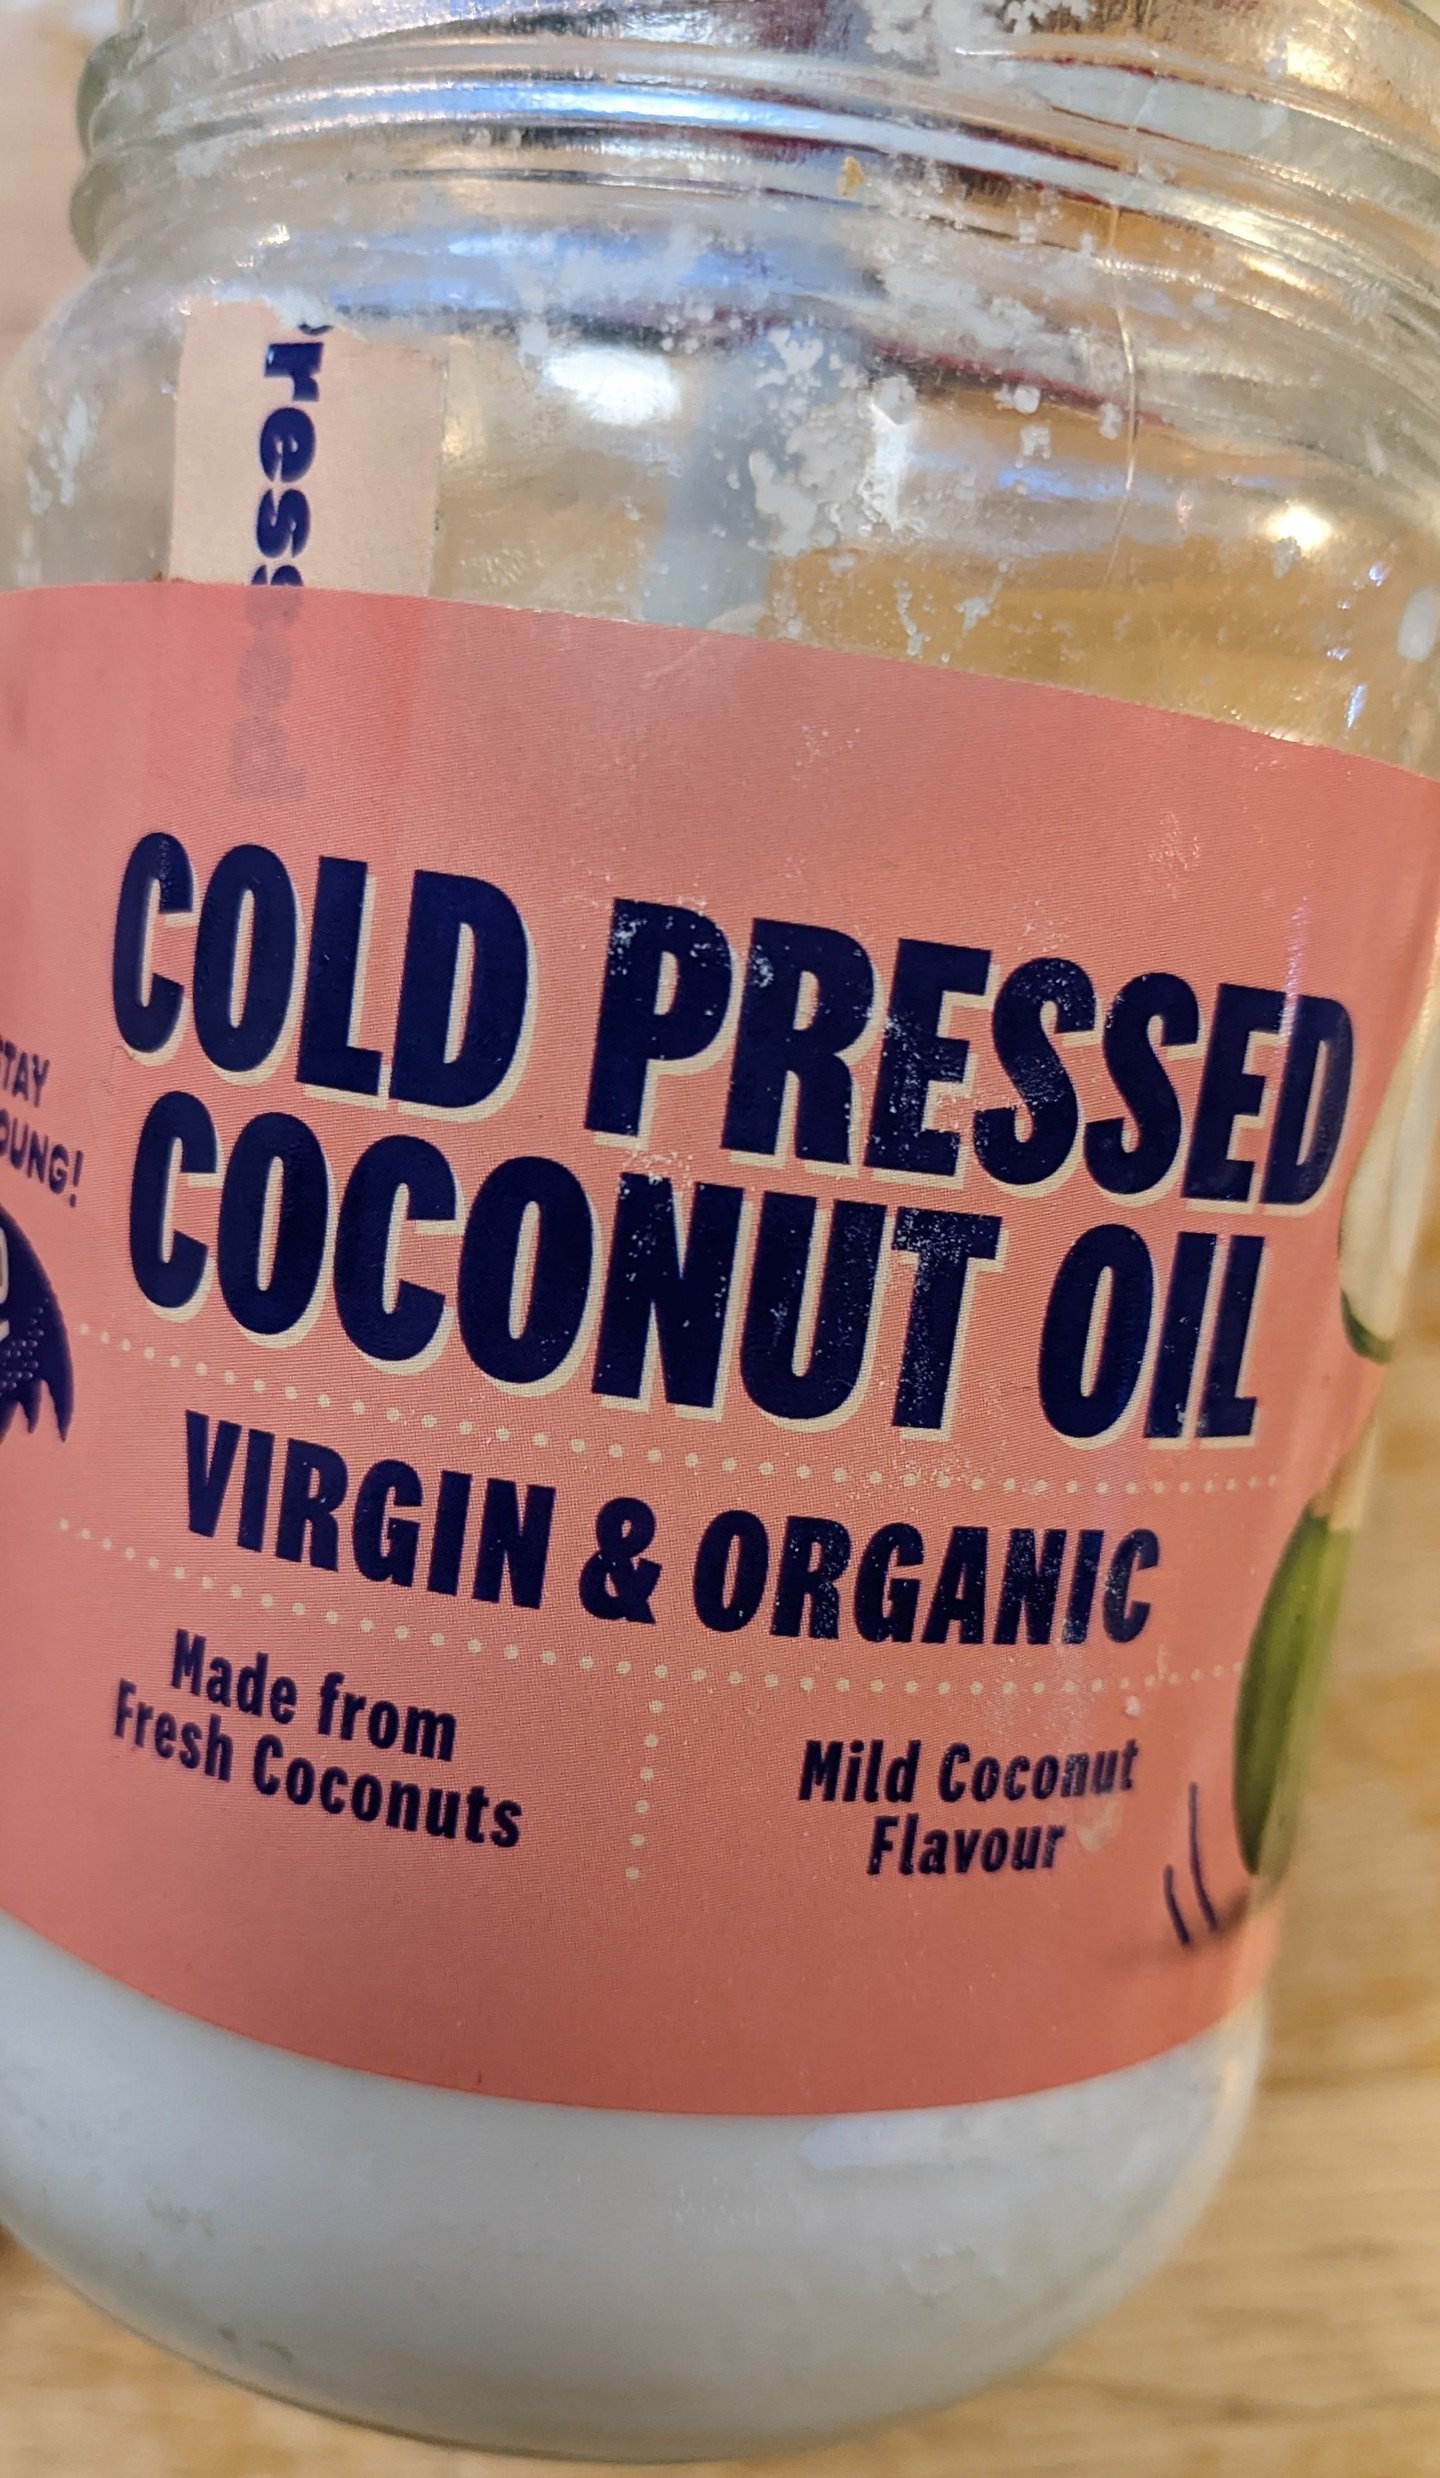 COLD PRESSED
COCONUT OIL
VIRGIN & ORGANIC
Made from
Fresh Coconuts
Mild Coconut
Flavour